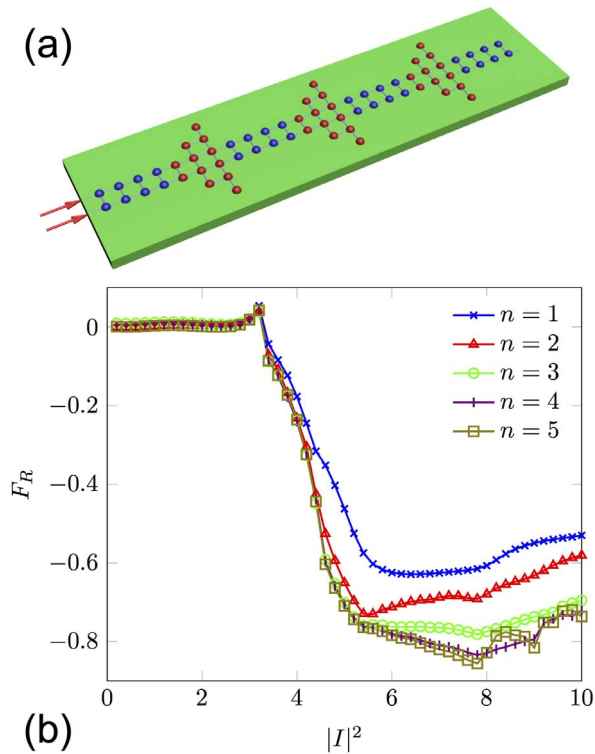 (a)
0
−0.2
−0.4
−0.6
−0.8
F_R
n = 1
n = 2
n = 3
n = 4
n = 5
0 2 4 6 8 10
|I|²
(b)